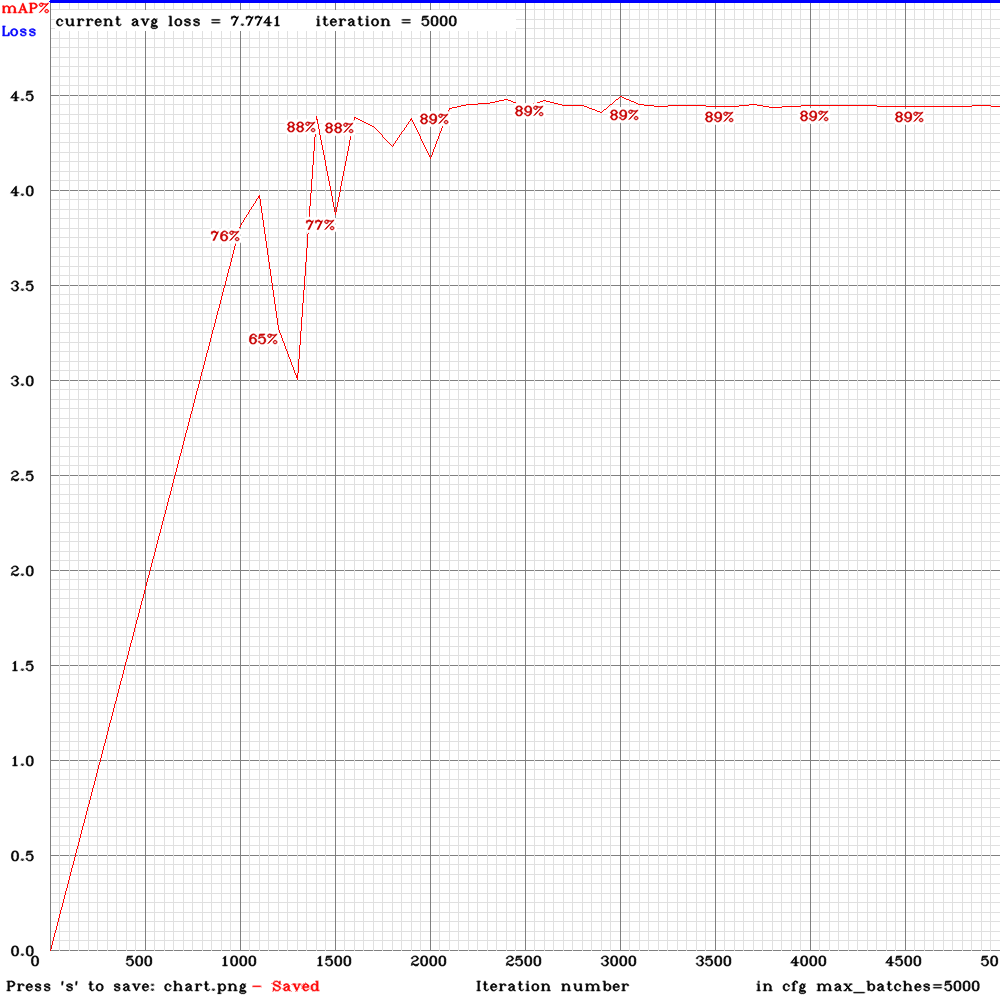 mAP%
Loss
current avg loss = 7.7741 iteration = 5000
4.5
4.0
3.5
3.0
2.5
2.0
1.5
1.0
0.5
0.0
88% 88% 89% 89% 89% 89% 89% 89%
77%
76%
65%
0 500 1000 1500 2000 2500 3000 3500 4000 4500 50
Press 's' to save: chart.png - Saved Iteration number in cfg max_batches=5000